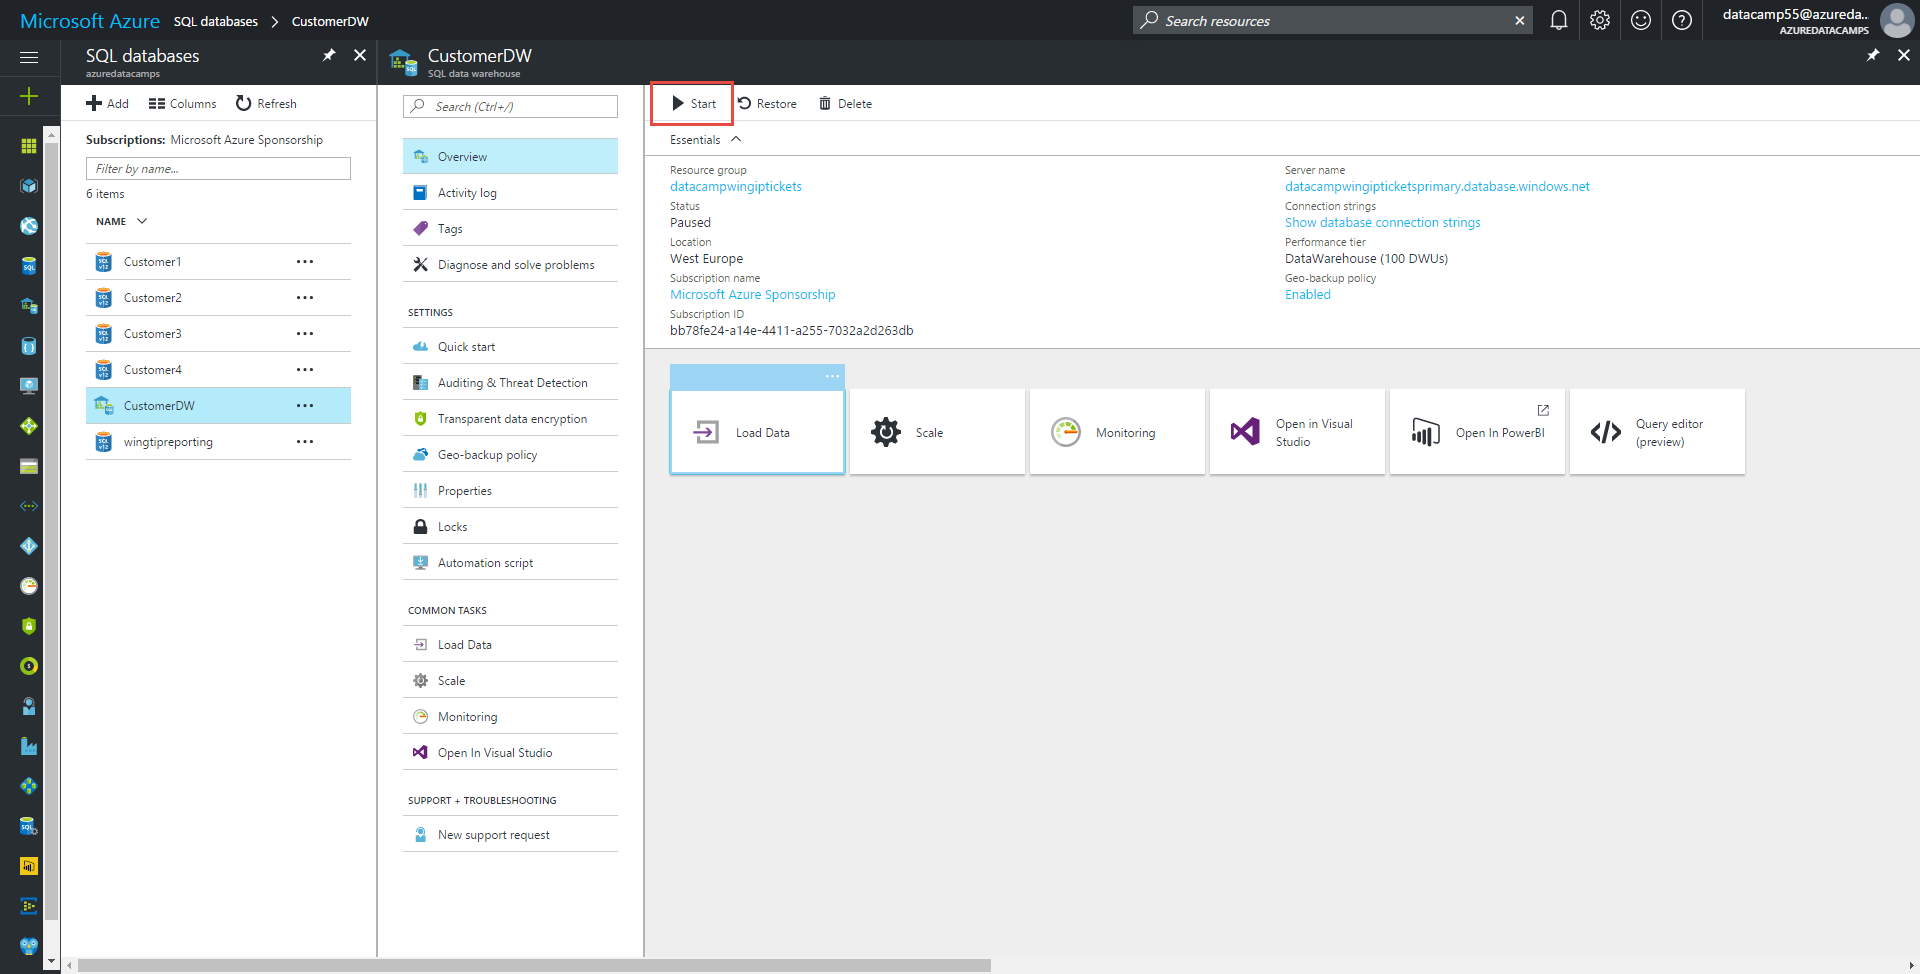 Microsoft Azure SQL databases > CustomerDW
Search resources
datacamp55@azureda...
AZUREDATACAMPS
SQL databases
azuredatacamps
Add Columns Refresh
Subscriptions: Microsoft Azure Sponsorship
Filter by name...
6 items
NAME
Customer1
Customer2
Customer3
Customer4
CustomerDW
wingtipreporting
CustomerDW
SQL data warehouse
Search (Ctrl+/)
Overview
Activity log
Tags
Diagnose and solve problems
SETTINGS
Quick start
Auditing & Threat Detection
Transparent data encryption
Geo-backup policy
Properties
Locks
Automation script
COMMON TASKS
Load Data
Scale
Monitoring
Open In Visual Studio
SUPPORT + TROUBLESHOOTING
New support request
Start Restore Delete
Essentials
Resource group
datacampwingiptickets
Status
Paused
Location
West Europe
Subscription name
Microsoft Azure Sponsorship
Subscription ID
bb78fe24-a14e-4411-a255-7032a2d263db
Server name
datacampwingipticketsprimary.database.windows.net
Connection strings
Show database connection strings
Performance tier
DataWarehouse (100 DWUs)
Geo-backup policy
Enabled
Load Data
Scale
Monitoring
Open in Visual
Studio
Open In PowerBI
Query editor
(preview)